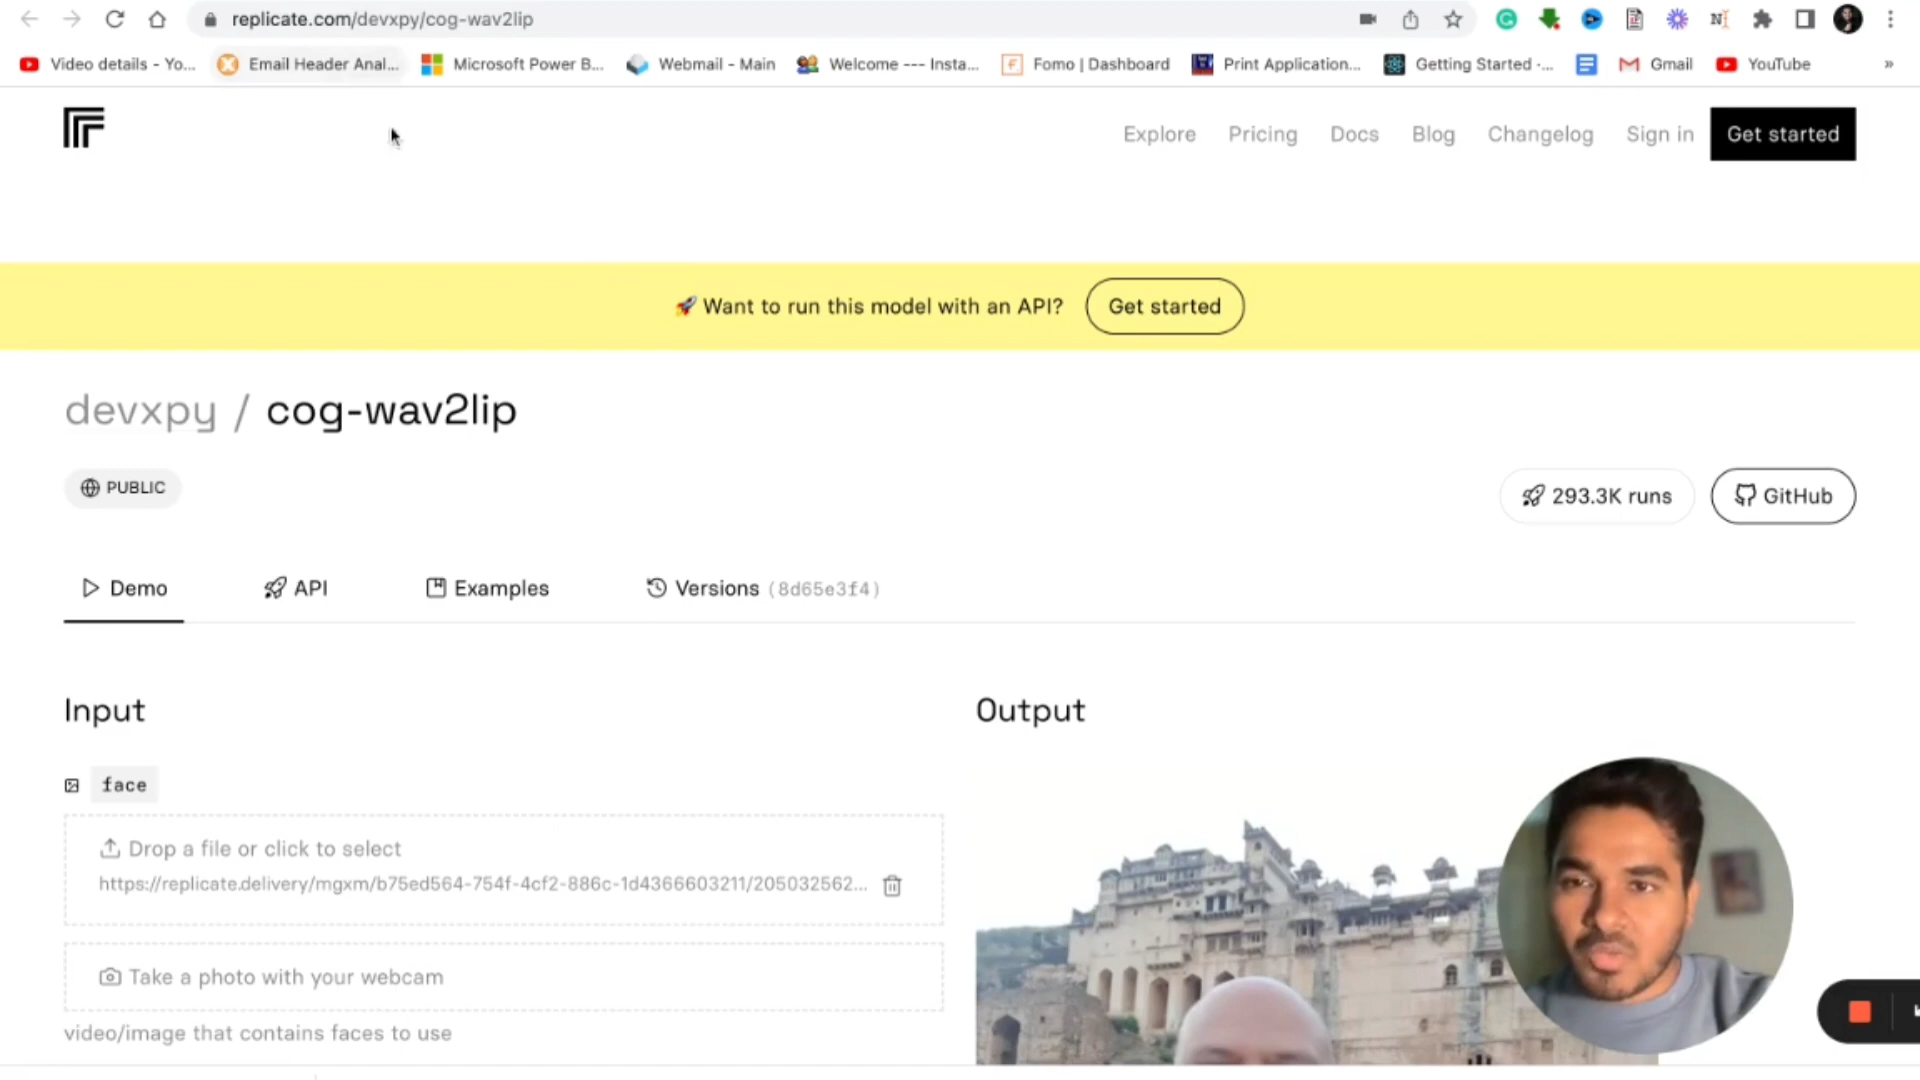 replicate.com/devxpy/cog-wav2lip
Video details - Yo... Email Header Anal... Microsoft Power B... Webmail - Main Welcome --- Insta... Fomo | Dashboard Print Application... Getting Started -... Gmail YouTube »
Explore Pricing Docs Blog Changelog Sign in Get started
🚀 Want to run this model with an API? Get started
devxpy / cog-wav2lip
PUBLIC
293.3K runs GitHub
Demo API Examples Versions (8d65e3f4)
Input Output
face
Drop a file or click to select
https://replicate.delivery/mgxm/b75ed564-754f-4cf2-886c-1d4366603211/205032562...
Take a photo with your webcam
video/image that contains faces to use